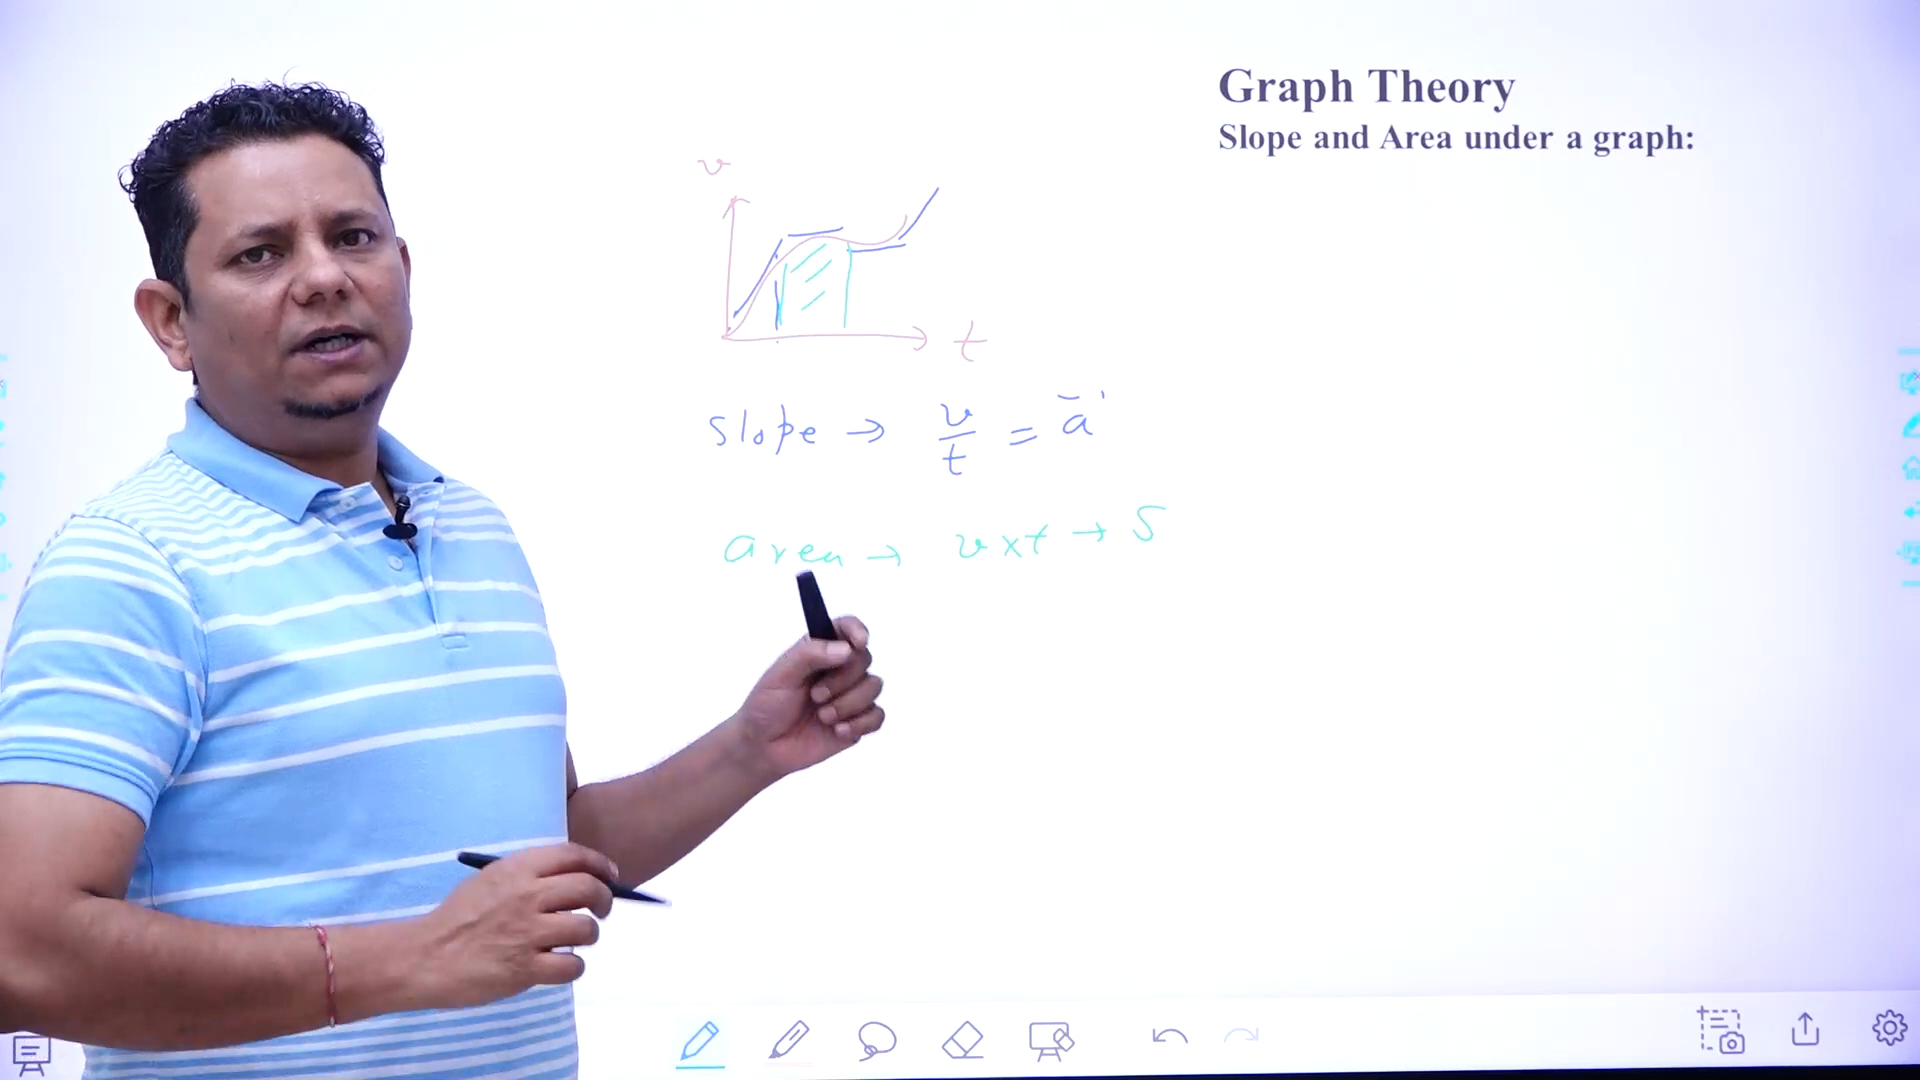 Graph Theory
Slope and Area under a graph:
v
t
slope → v/t = a
area → v×t → S